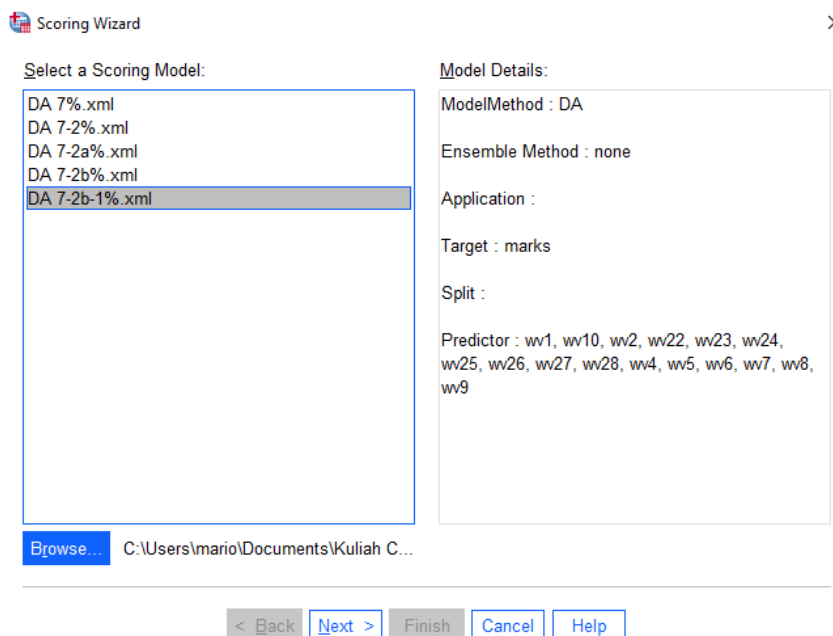 Scoring Wizard
Select a Scoring Model:
DA 7%.xml
DA 7-2%.xml
DA 7-2a%.xml
DA 7-2b%.xml
DA 7-2b-1%.xml
Browse... C:\Users\mario\Documents\Kuliah C...
Model Details:
ModelMethod : DA
Ensemble Method : none
Application :
Target : marks
Split :
Predictor : wv1, wv10, wv2, wv22, wv23, wv24,
wv25, wv26, wv27, wv28, wv4, wv5, wv6, wv7, wv8,
wv9
< Back Next > Finish Cancel Help